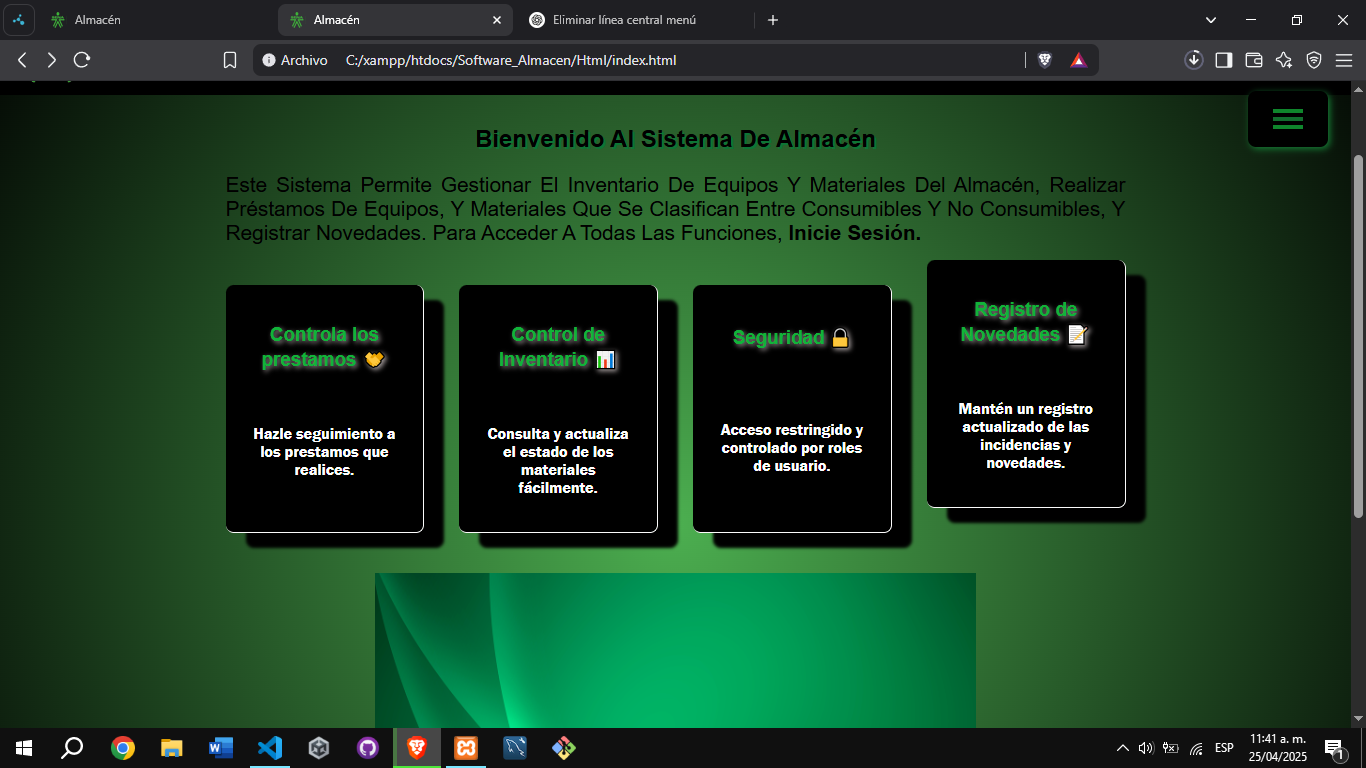 Almacén
Almacén
Eliminar línea central menú
Archivo
C:/xampp/htdocs/Software_Almacen/Html/index.html
Bienvenido Al Sistema De Almacén
Este Sistema Permite Gestionar El Inventario De Equipos Y Materiales Del Almacén, Realizar
Préstamos De Equipos, Y Materiales Que Se Clasifican Entre Consumibles Y No Consumibles, Y
Registrar Novedades. Para Acceder A Todas Las Funciones, Inicie Sesión.
Controla los
prestamos 🤝
Hazle seguimiento a
los prestamos que
realices.
Control de
Inventario 📊
Consulta y actualiza
el estado de los
materiales
fácilmente.
Seguridad 🔒
Acceso restringido y
controlado por roles
de usuario.
Registro de
Novedades 📝
Mantén un registro
actualizado de las
incidencias y
novedades.
ESP
11:41 a. m.
25/04/2025
1